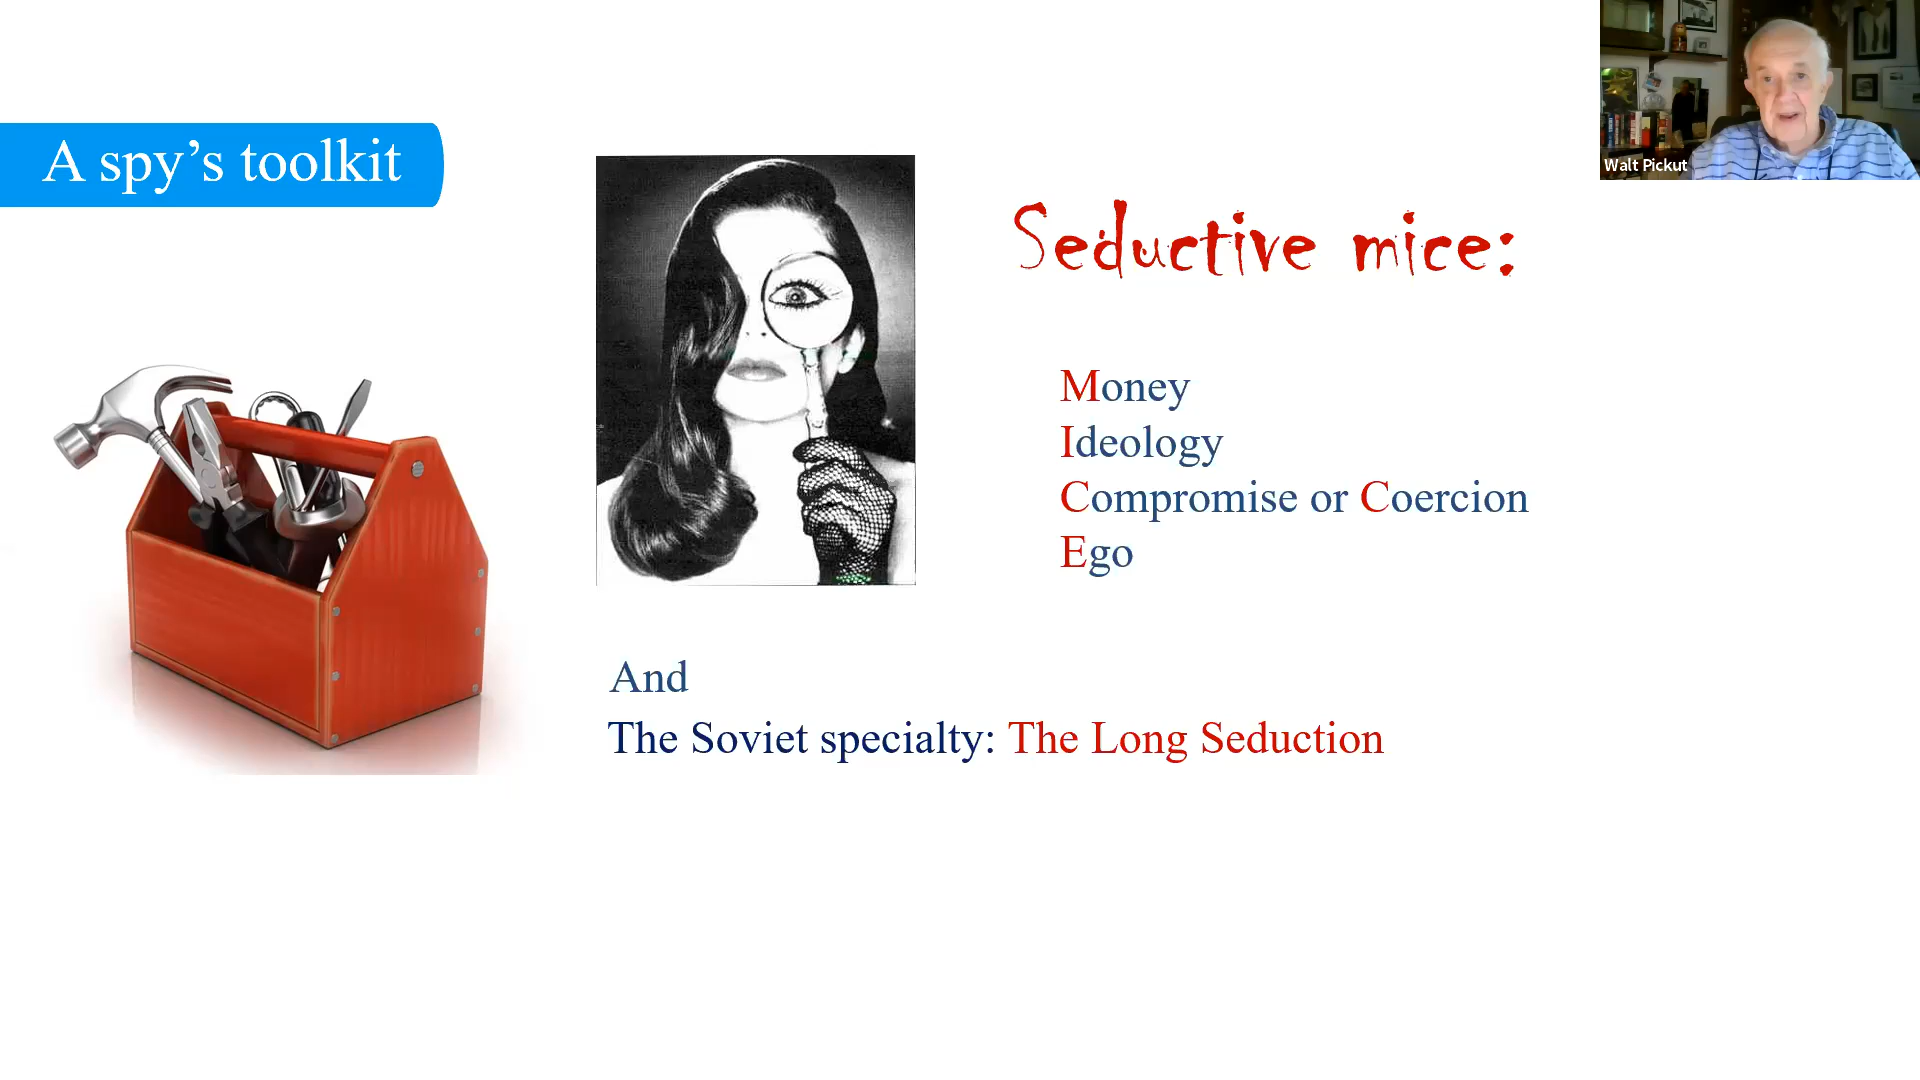 A spy’s toolkit
Walt Pickut
Seductive mice:
Money
Ideology
Compromise or Coercion
Ego
And
The Soviet specialty: The Long Seduction